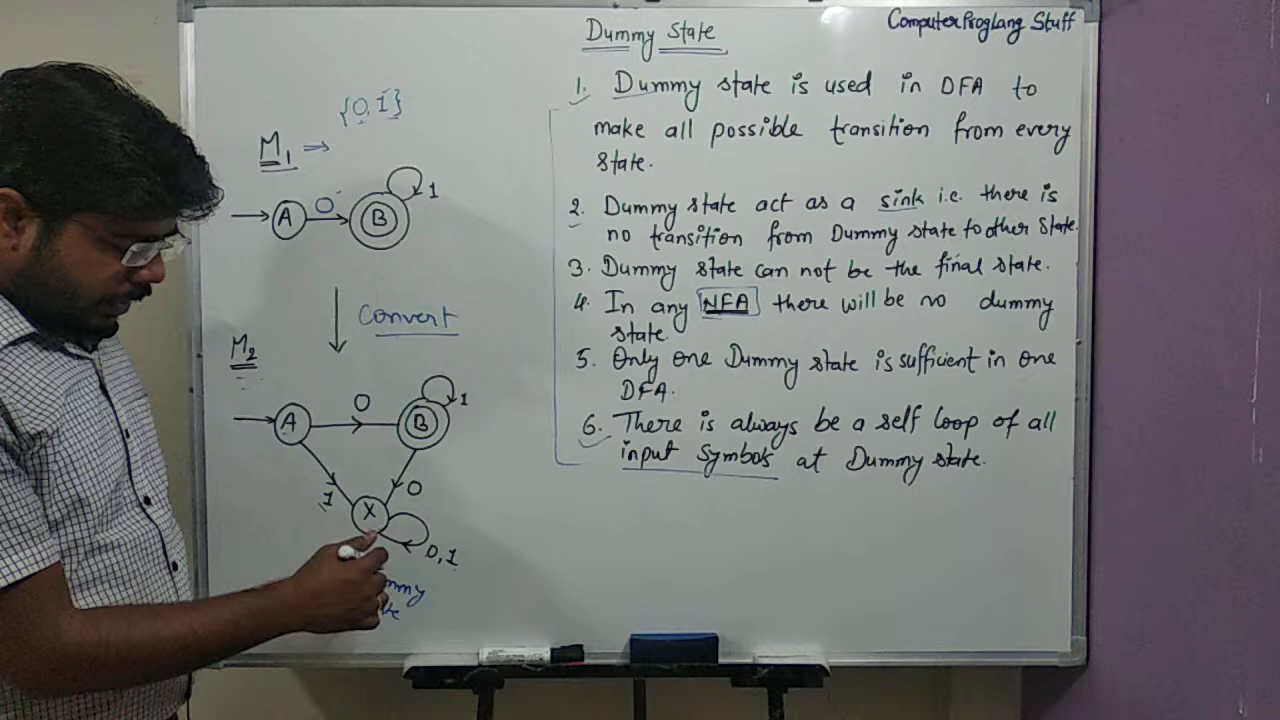 Dummy State
ComputerProgLang Stuff
1. Dummy state is used in DFA to
make all possible transition from every
state.
2. Dummy state act as a sink i.e. there is
no transition from Dummy state to other state.
3. Dummy state can not be the final state.
4. In any NFA there will be no dummy
state.
5. Only one Dummy state is sufficient in one
DFA.
6. There is always be a self loop of all
input symbols at Dummy state.
{0,1}
M1 ⇒
A 0 B 1
Convert
M2
A 0 B 1
1 0
X
0,1